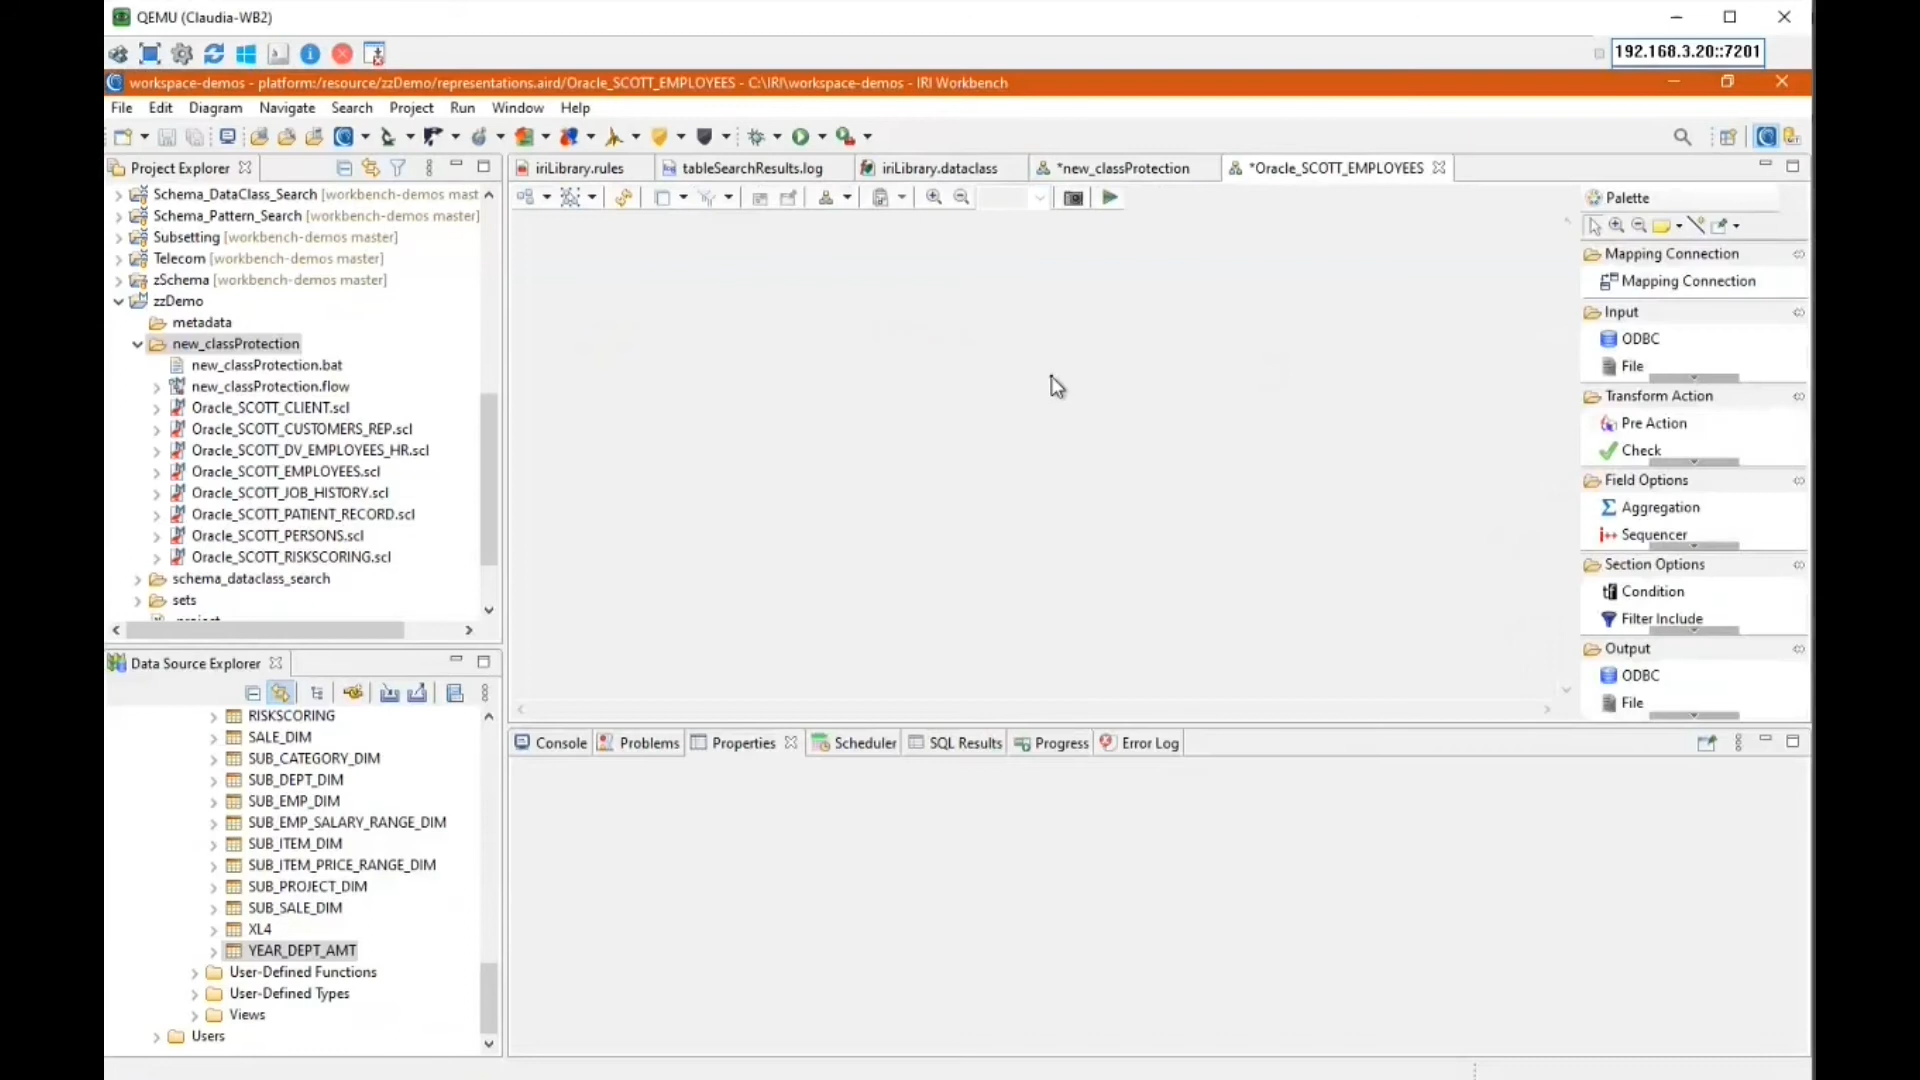 QEMU (Claudia-WB2)
192.168.3.20::7201
workspace-demos - platform:/resource/zzDemo/representations.aird/Oracle_SCOTT_EMPLOYEES - C:\IRI\workspace-demos - IRI Workbench
File Edit Diagram Navigate Search Project Run Window Help
Project Explorer
Schema_DataClass_Search [workbench-demos mast
Schema_Pattern_Search [workbench-demos master]
Subsetting [workbench-demos master]
Telecom [workbench-demos master]
zSchema [workbench-demos master]
zzDemo
metadata
new_classProtection
new_classProtection.bat
new_classProtection.flow
Oracle_SCOTT_CLIENT.scl
Oracle_SCOTT_CUSTOMERS_REP.scl
Oracle_SCOTT_DV_EMPLOYEES_HR.scl
Oracle_SCOTT_EMPLOYEES.scl
Oracle_SCOTT_JOB_HISTORY.scl
Oracle_SCOTT_PATIENT_RECORD.scl
Oracle_SCOTT_PERSONS.scl
Oracle_SCOTT_RISKSCORING.scl
schema_dataclass_search
sets
iriLibrary.rules tableSearchResults.log iriLibrary.dataclass *new_classProtection *Oracle_SCOTT_EMPLOYEES
Palette
Mapping Connection
Mapping Connection
Input
ODBC
File
Transform Action
Pre Action
Check
Field Options
Aggregation
Sequencer
Section Options
Condition
Filter Include
Output
ODBC
File
Data Source Explorer
RISKSCORING
SALE_DIM
SUB_CATEGORY_DIM
SUB_DEPT_DIM
SUB_EMP_DIM
SUB_EMP_SALARY_RANGE_DIM
SUB_ITEM_DIM
SUB_ITEM_PRICE_RANGE_DIM
SUB_PROJECT_DIM
SUB_SALE_DIM
XL4
YEAR_DEPT_AMT
User-Defined Functions
User-Defined Types
Views
Users
Console Problems Properties Scheduler SQL Results Progress Error Log